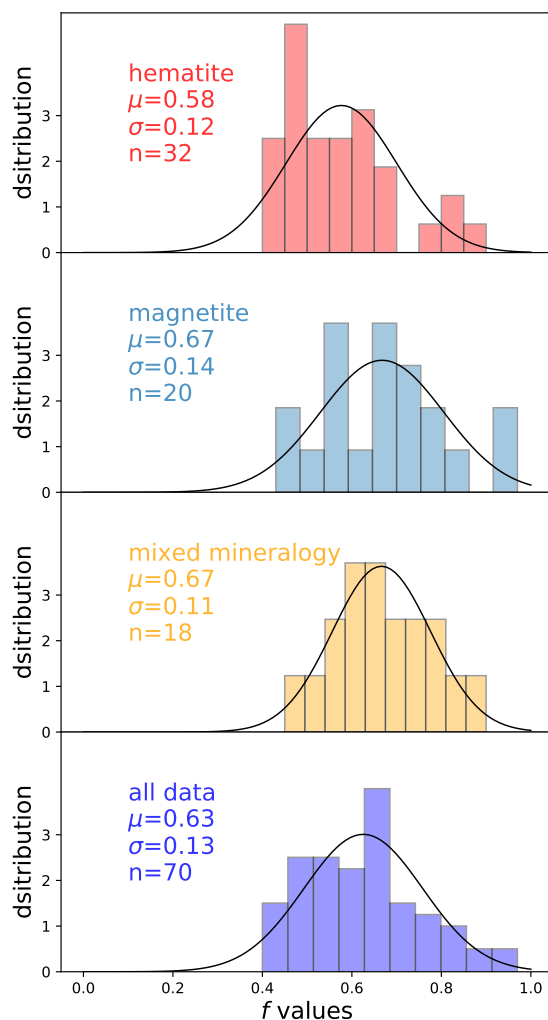 hematite
μ=0.58
σ=0.12
n=32
dsitribution
3
2
1
0
magnetite
μ=0.67
σ=0.14
n=20
dsitribution
3
2
1
0
mixed mineralogy
μ=0.67
σ=0.11
n=18
dsitribution
3
2
1
0
all data
μ=0.63
σ=0.13
n=70
dsitribution
3
2
1
0
0.0 0.2 0.4 0.6 0.8 1.0
f values